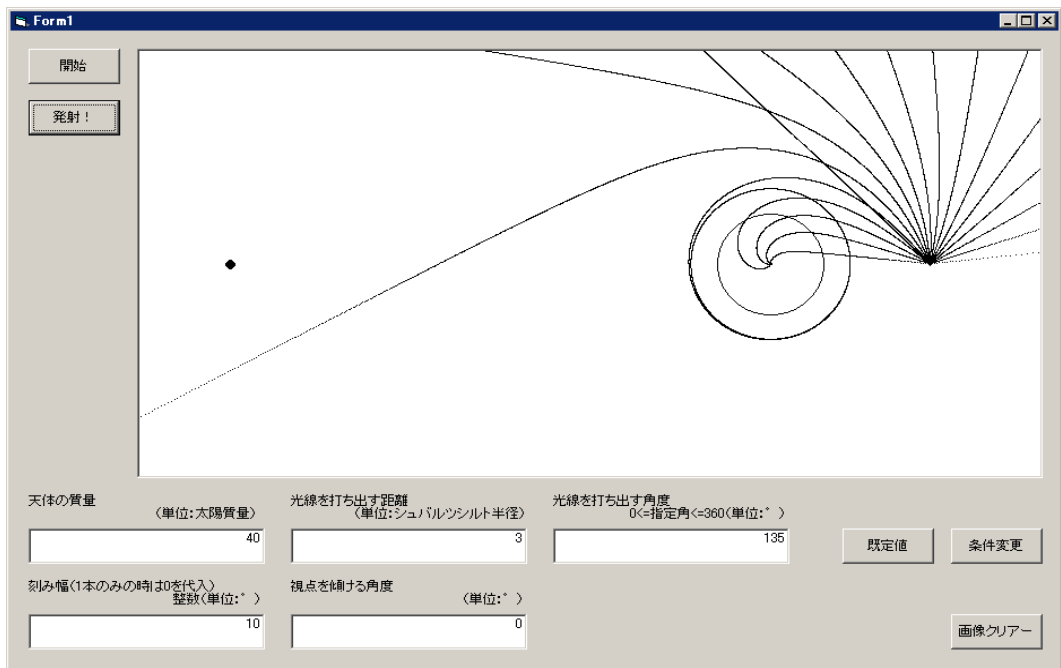 Form1
開始
発射！
天体の質量
(単位:太陽質量)
40
光線を打ち出す距離
(単位:シュバルツシルト半径)
3
光線を打ち出す角度
0<=指定角<=360(単位:゜)
135
既定値
条件変更
刻み幅(1本のみの時は0を代入)
整数(単位:゜)
10
視点を傾ける角度
(単位:゜)
0
画像クリアー